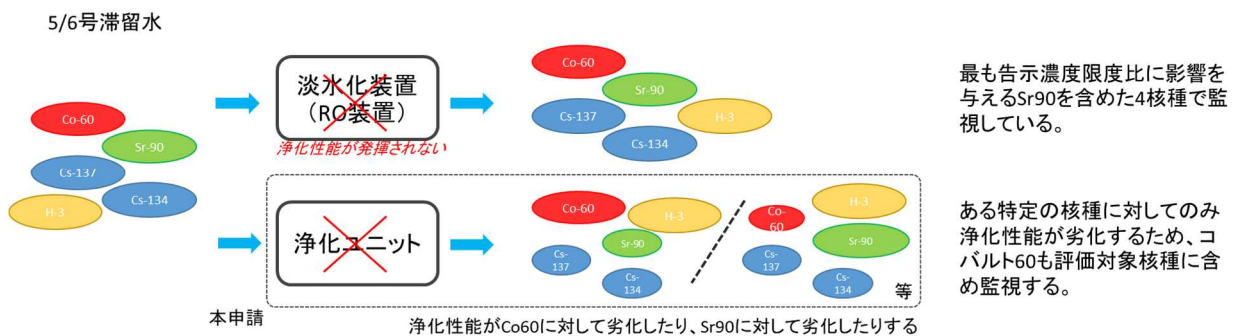 5/6号滞留水
Co-60
Sr-90
Cs-137
Cs-134
H-3
淡水化装置
(RO装置)
浄化性能が発揮されない
Co-60
Sr-90
Cs-137
H-3
Cs-134
最も告示濃度限度比に影響を
与えるSr90を含めた4核種で監
視している。
浄化ユニット
Co-60
H-3
Sr-90
Cs-
137
Cs-
134
Co-
60
H-3
Sr-90
Cs-
137
Cs-
134
等
ある特定の核種に対してのみ
浄化性能が劣化するため、コ
バルト60も評価対象核種に含
め監視する。
本申請
浄化性能がCo60に対して劣化したり、Sr90に対して劣化したりする